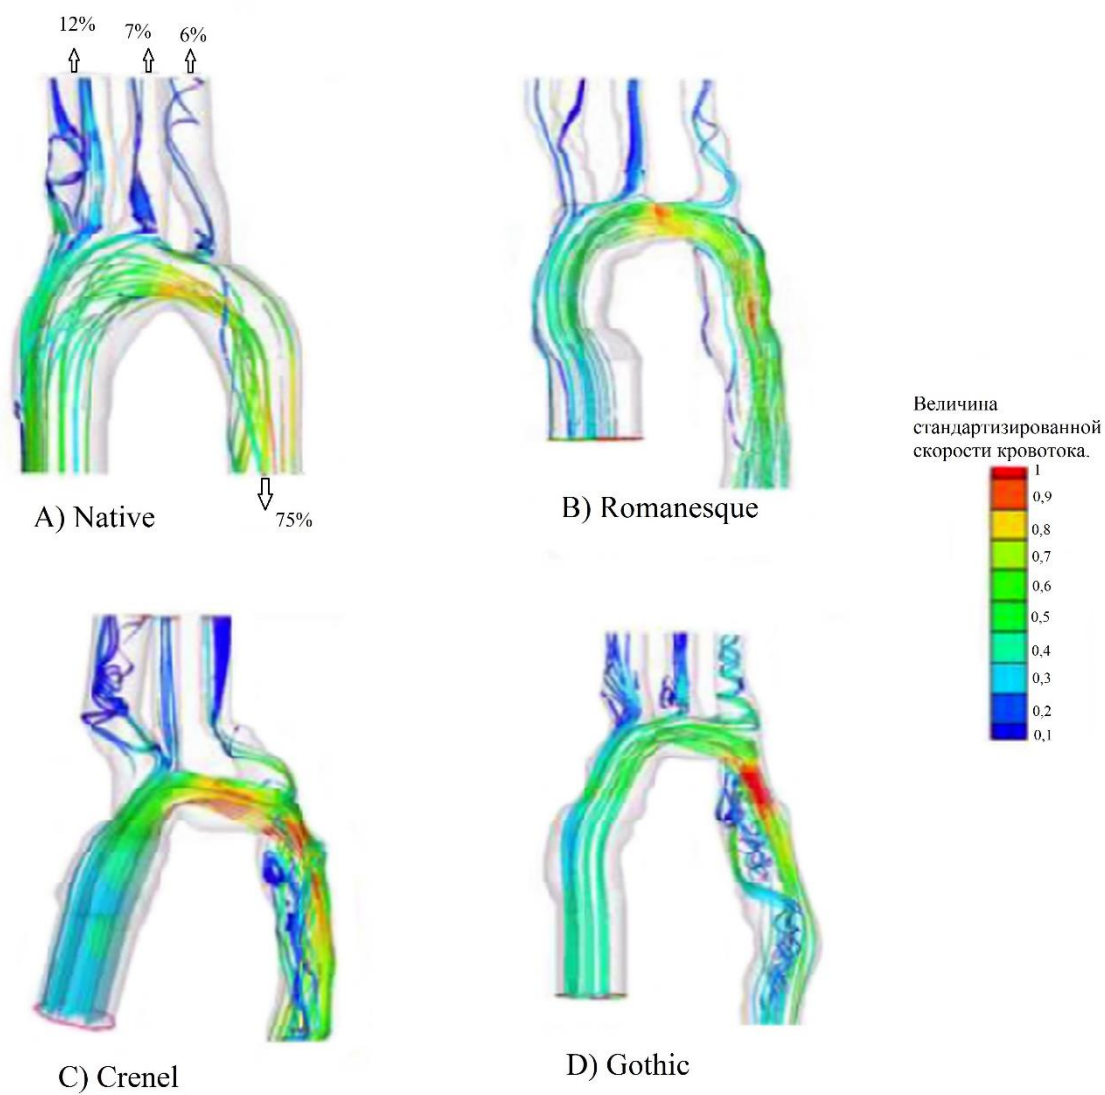 12%
7%
6%
75%
A) Native
B) Romanesque
Величина
стандартизированной
скорости кровотока.
1
0,9
0,8
0,7
0,6
0,5
0,4
0,3
0,2
0,1
C) Crenel
D) Gothic